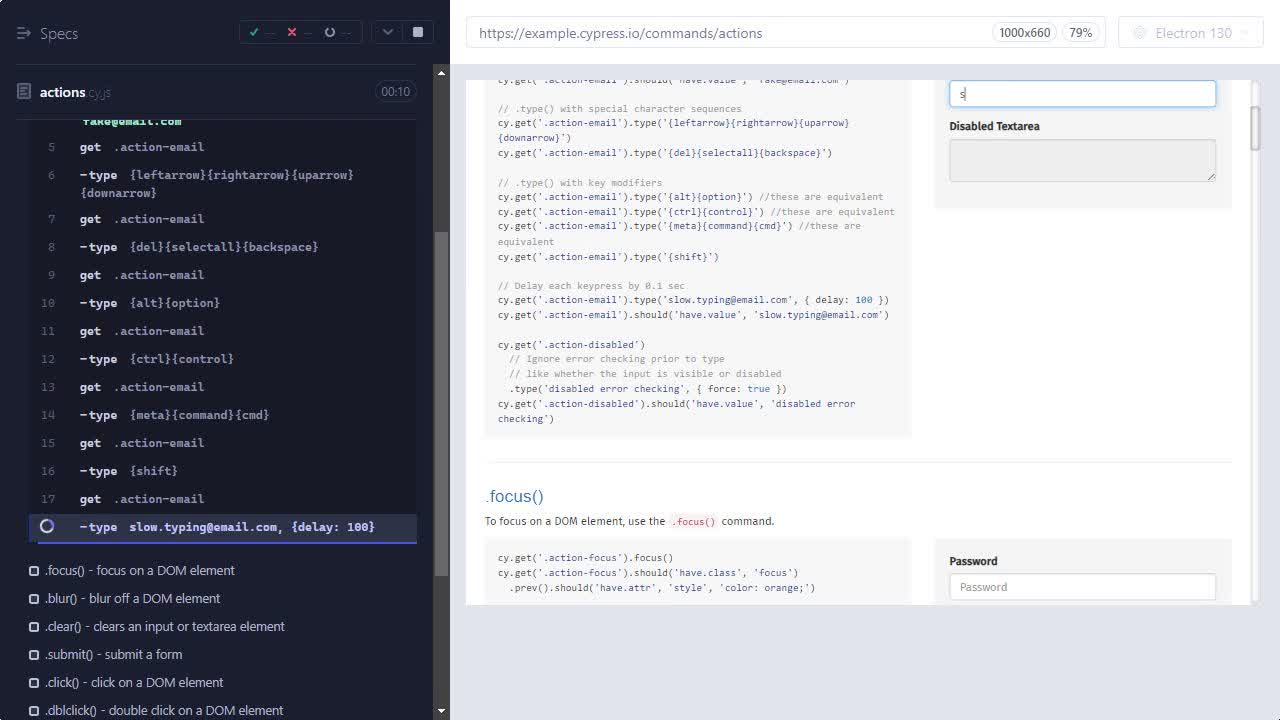 Specs
--
--
--
actions cy.js
00:10
fake@email.com
5 get .action-email
6 -type {leftarrow}{rightarrow}{uparrow}
{downarrow}
7 get .action-email
8 -type {del}{selectall}{backspace}
9 get .action-email
10 -type {alt}{option}
11 get .action-email
12 -type {ctrl}{control}
13 get .action-email
14 -type {meta}{command}{cmd}
15 get .action-email
16 -type {shift}
17 get .action-email
-type slow.typing@email.com, {delay: 100}
.focus() - focus on a DOM element
.blur() - blur off a DOM element
.clear() - clears an input or textarea element
.submit() - submit a form
.click() - click on a DOM element
.dblclick() - double click on a DOM element
https://example.cypress.io/commands/actions
1000x660
79%
Electron 130
cy.get('.action-email').should('have.value', 'fake@email.com')
// .type() with special character sequences
cy.get('.action-email').type('{leftarrow}{rightarrow}{uparrow}
{downarrow}')
cy.get('.action-email').type('{del}{selectall}{backspace}')
// .type() with key modifiers
cy.get('.action-email').type('{alt}{option}') //these are equivalent
cy.get('.action-email').type('{ctrl}{control}') //these are equivalent
cy.get('.action-email').type('{meta}{command}{cmd}') //these are
equivalent
cy.get('.action-email').type('{shift}')
// Delay each keypress by 0.1 sec
cy.get('.action-email').type('slow.typing@email.com', { delay: 100 })
cy.get('.action-email').should('have.value', 'slow.typing@email.com')
cy.get('.action-disabled')
// Ignore error checking prior to type
// like whether the input is visible or disabled
.type('disabled error checking', { force: true })
cy.get('.action-disabled').should('have.value', 'disabled error
checking')
s
Disabled Textarea
.focus()
To focus on a DOM element, use the .focus() command.
cy.get('.action-focus').focus()
cy.get('.action-focus').should('have.class', 'focus')
.prev().should('have.attr', 'style', 'color: orange;')
Password
Password